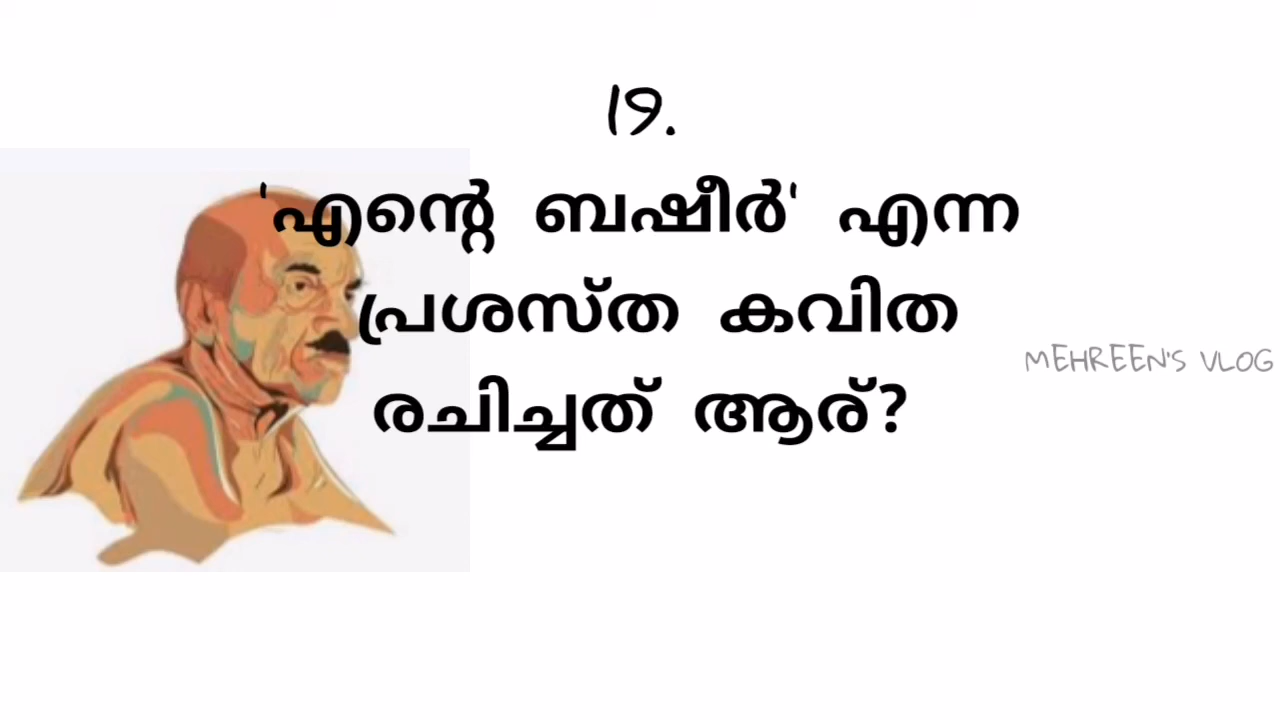 19.
'എന്റെ ബഷീർ' എന്ന
പ്രശസ്ത കവിത
രചിച്ചത് ആര്?
MEHREEN'S VLOG